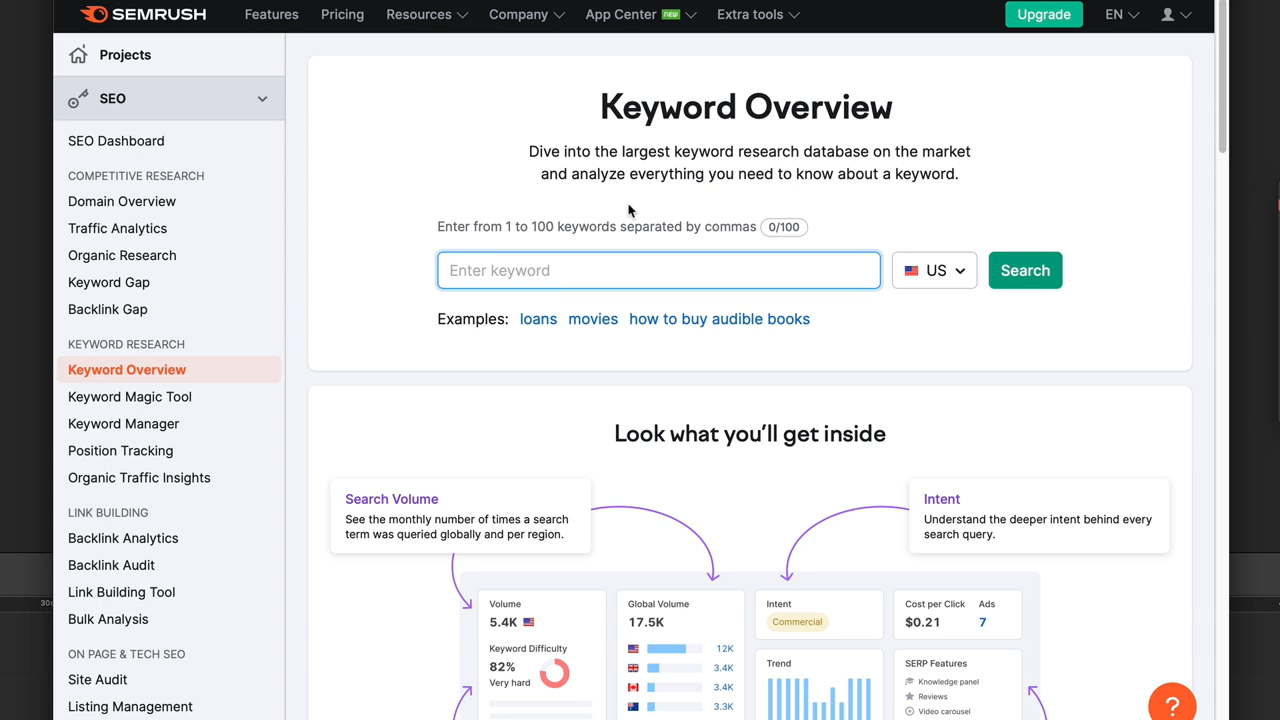 SEMRUSH
Features
Pricing
Resources
Company
App Center NEW
Extra tools
Upgrade
EN
Projects
SEO
SEO Dashboard
COMPETITIVE RESEARCH
Domain Overview
Traffic Analytics
Organic Research
Keyword Gap
Backlink Gap
KEYWORD RESEARCH
Keyword Overview
Keyword Magic Tool
Keyword Manager
Position Tracking
Organic Traffic Insights
LINK BUILDING
Backlink Analytics
Backlink Audit
Link Building Tool
Bulk Analysis
ON PAGE & TECH SEO
Site Audit
Listing Management
Keyword Overview
Dive into the largest keyword research database on the market
and analyze everything you need to know about a keyword.
Enter from 1 to 100 keywords separated by commas 0/100
Enter keyword
US
Search
Examples: loans movies how to buy audible books
Look what you'll get inside
Search Volume
See the monthly number of times a search
term was queried globally and per region.
Intent
Understand the deeper intent behind every
search query.
Volume
5.4K
Keyword Difficulty
82%
Very hard
Global Volume
17.5K
12K
3.4K
3.4K
3.3K
Intent
Commercial
Trend
Cost per Click Ads
$0.21 7
SERP Features
Knowledge panel
Reviews
Video carousel
?
30s